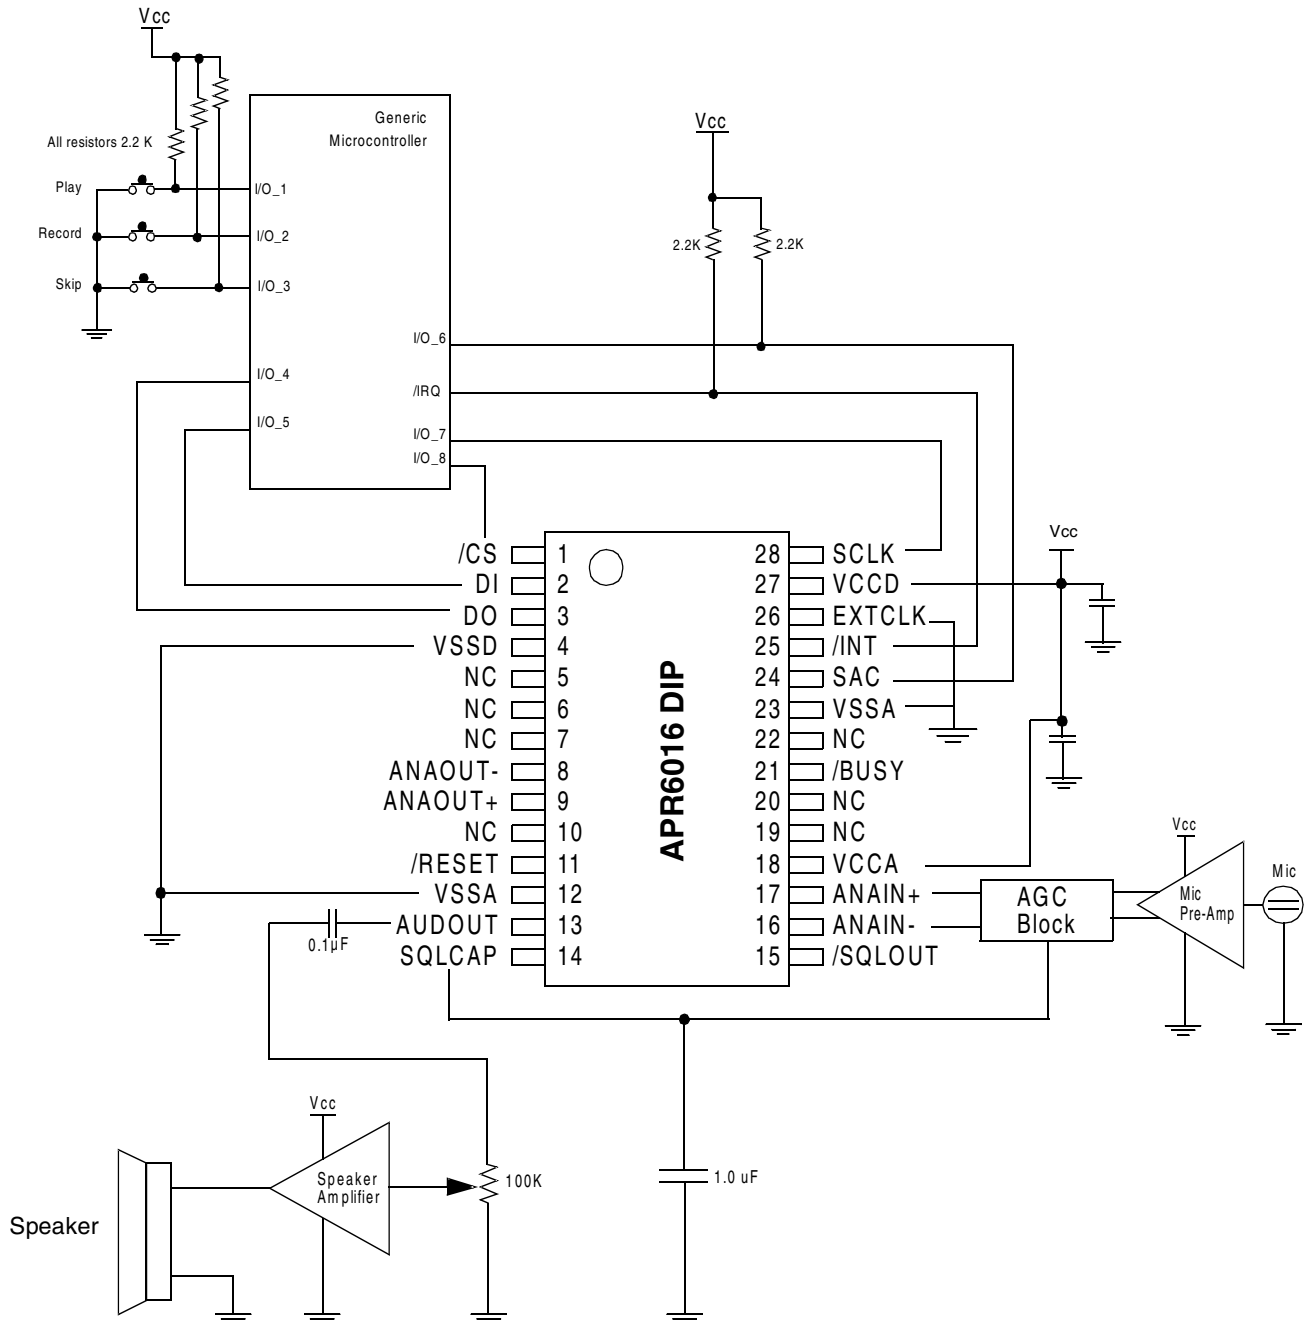 Vcc
Generic
Microcontroller
All resistors 2.2 K
Play
Record
Skip
I/O_1
I/O_2
I/O_3
I/O_4
I/O_5
I/O_6
/IRQ
I/O_7
I/O_8
Vcc
2.2K
2.2K
Vcc
/CS 1 28 SCLK
DI 2 27 VCCD
DO 3 26 EXTCLK
VSSD 4 25 /INT
NC 5 24 SAC
NC 6 23 VSSA
NC 7 22 NC
ANAOUT- 8 21 /BUSY
ANAOUT+ 9 20 NC
NC 10 19 NC
/RESET 11 18 VCCA
VSSA 12 17 ANAIN+
AUDOUT 13 16 ANAIN-
SQLCAP 14 15 /SQLOUT
APR6016 DIP
AGC
Block
Vcc
Mic
Pre-Amp
Mic
0.1µF
Vcc
Speaker
Amplifier
100K
1.0 uF
Speaker